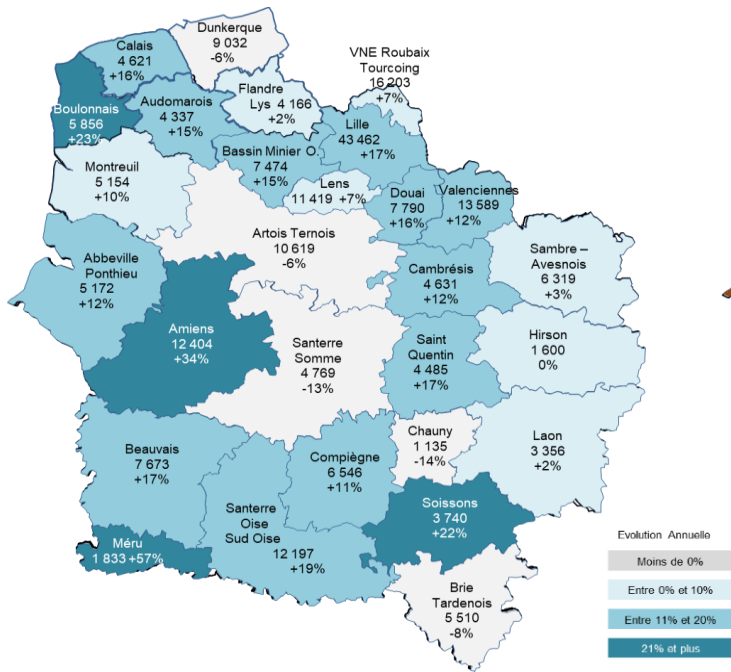 Dunkerque
9 032
-6%
Calais
4 621
+16%
VNE Roubaix
Tourcoing
16 203
+7%
Boulonnais
5 856
+23%
Audomarois
4 337
+15%
Flandre
Lys 4 166
+2%
Lille
43 462
+17%
Montreuil
5 154
+10%
Bassin Minier O.
7 474
+15%
Lens
11 419 +7%
Douai
7 790
+16%
Valenciennes
13 589
+12%
Artois Ternois
10 619
-6%
Abbeville
Ponthieu
5 172
+12%
Cambrésis
4 631
+12%
Sambre –
Avesnois
6 319
+3%
Amiens
12 404
+34%
Santerre
Somme
4 769
-13%
Saint
Quentin
4 485
+17%
Hirson
1 600
0%
Beauvais
7 673
+17%
Compiègne
6 546
+11%
Chauny
1 135
-14%
Laon
3 356
+2%
Santerre
Oise
Sud Oise
12 197
+19%
Soissons
3 740
+22%
Méru
1 833 +57%
Brie
Tardenois
5 510
-8%
Evolution Annuelle
Moins de 0%
Entre 0% et 10%
Entre 11% et 20%
21% et plus